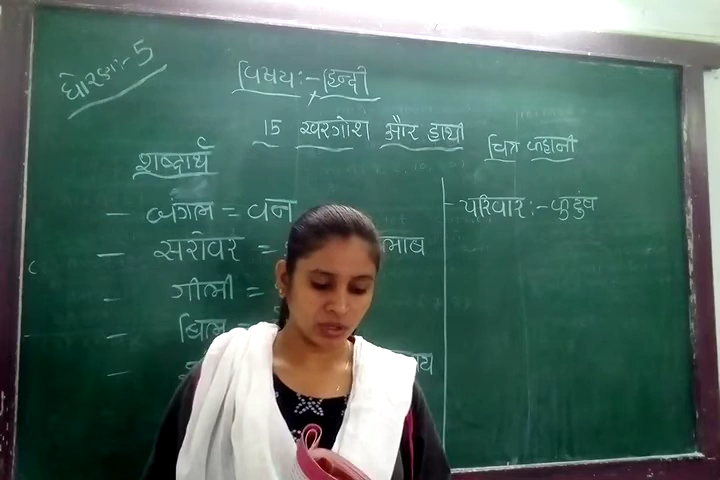 धोरण:- 5
विषय:- हिन्दी
15 खरगोश और हाथी
चित्र कहानी
शब्दार्थ
- जंगल = वन
- सरोवर =
- गीली =
- बिल
- परिवार:- कुटुंब